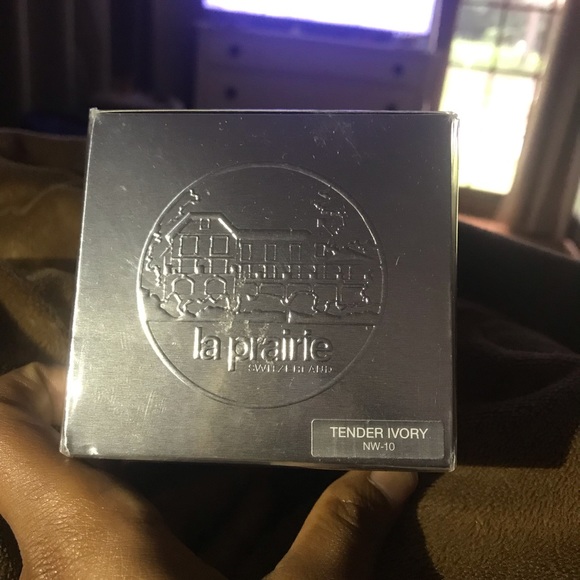 la prairie
SWITZERLAND
TENDER IVORY
NW-10